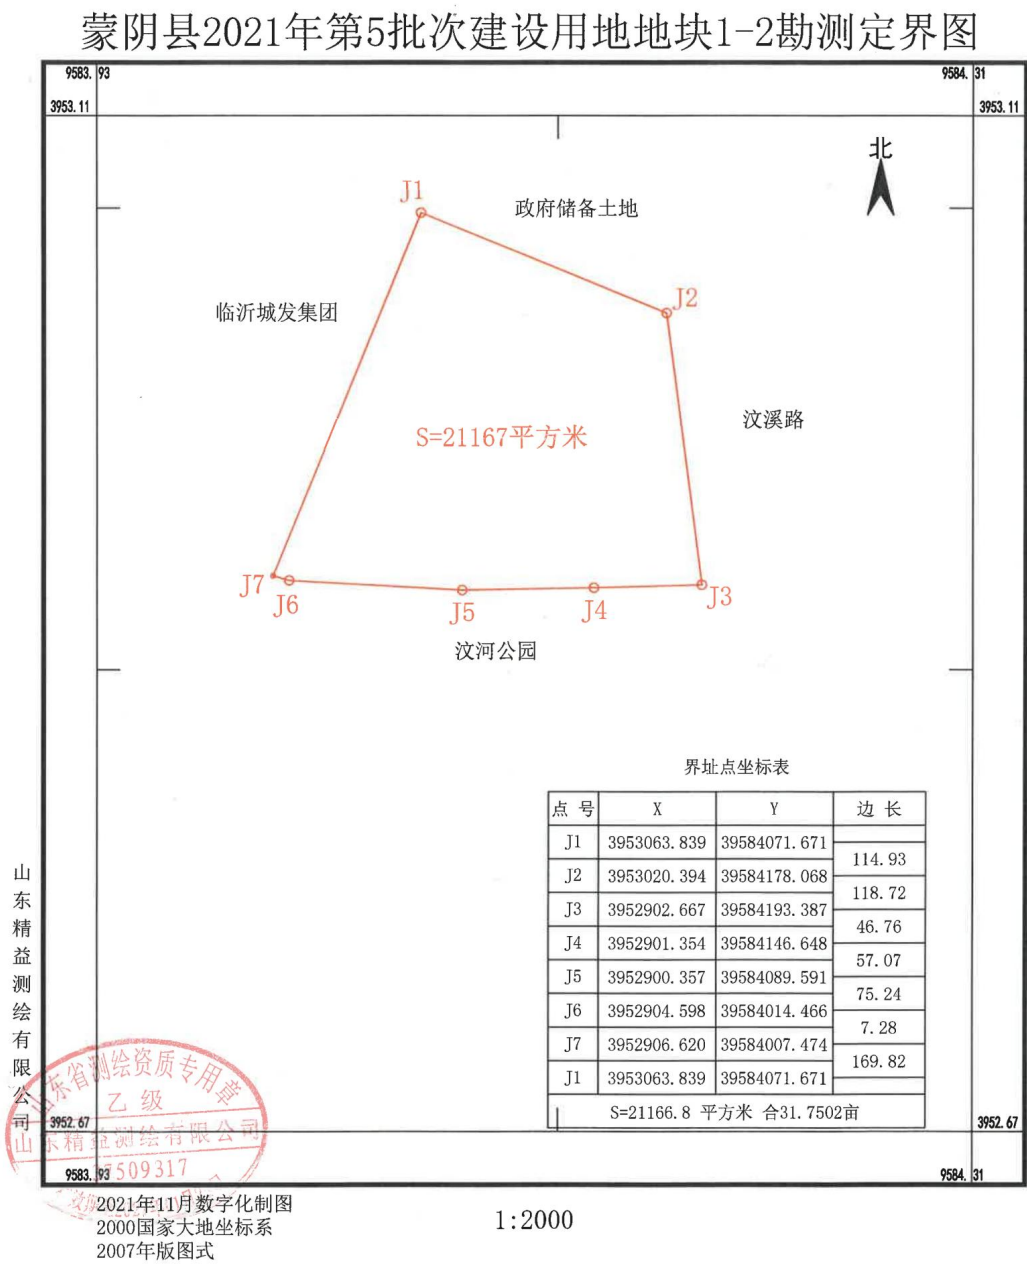 蒙阴县2021年第5批次建设用地地块1-2勘测定界图
9583. 93
9584. 31
3953.11
3953.11
北
J1
政府储备土地
J2
临沂城发集团
汶溪路
S=21167平方米
J7
J6
J5
J4
J3
汶河公园
界址点坐标表
点号 X Y 边长
J1 3953063.839 39584071.671
114.93
J2 3953020.394 39584178.068
118.72
J3 3952902.667 39584193.387
46.76
J4 3952901.354 39584146.648
57.07
J5 3952900.357 39584089.591
75.24
J6 3952904.598 39584014.466
7.28
J7 3952906.620 39584007.474
169.82
J1 3953063.839 39584071.671
S=21166.8 平方米 合31.7502亩
山东精益测绘有限公司
山东省测绘资质专用章
乙级
山东精益测绘有限公司
37509317
3952.67
3952.67
9583. 93
9584. 31
2021年11月数字化制图
2000国家大地坐标系
2007年版图式
1:2000